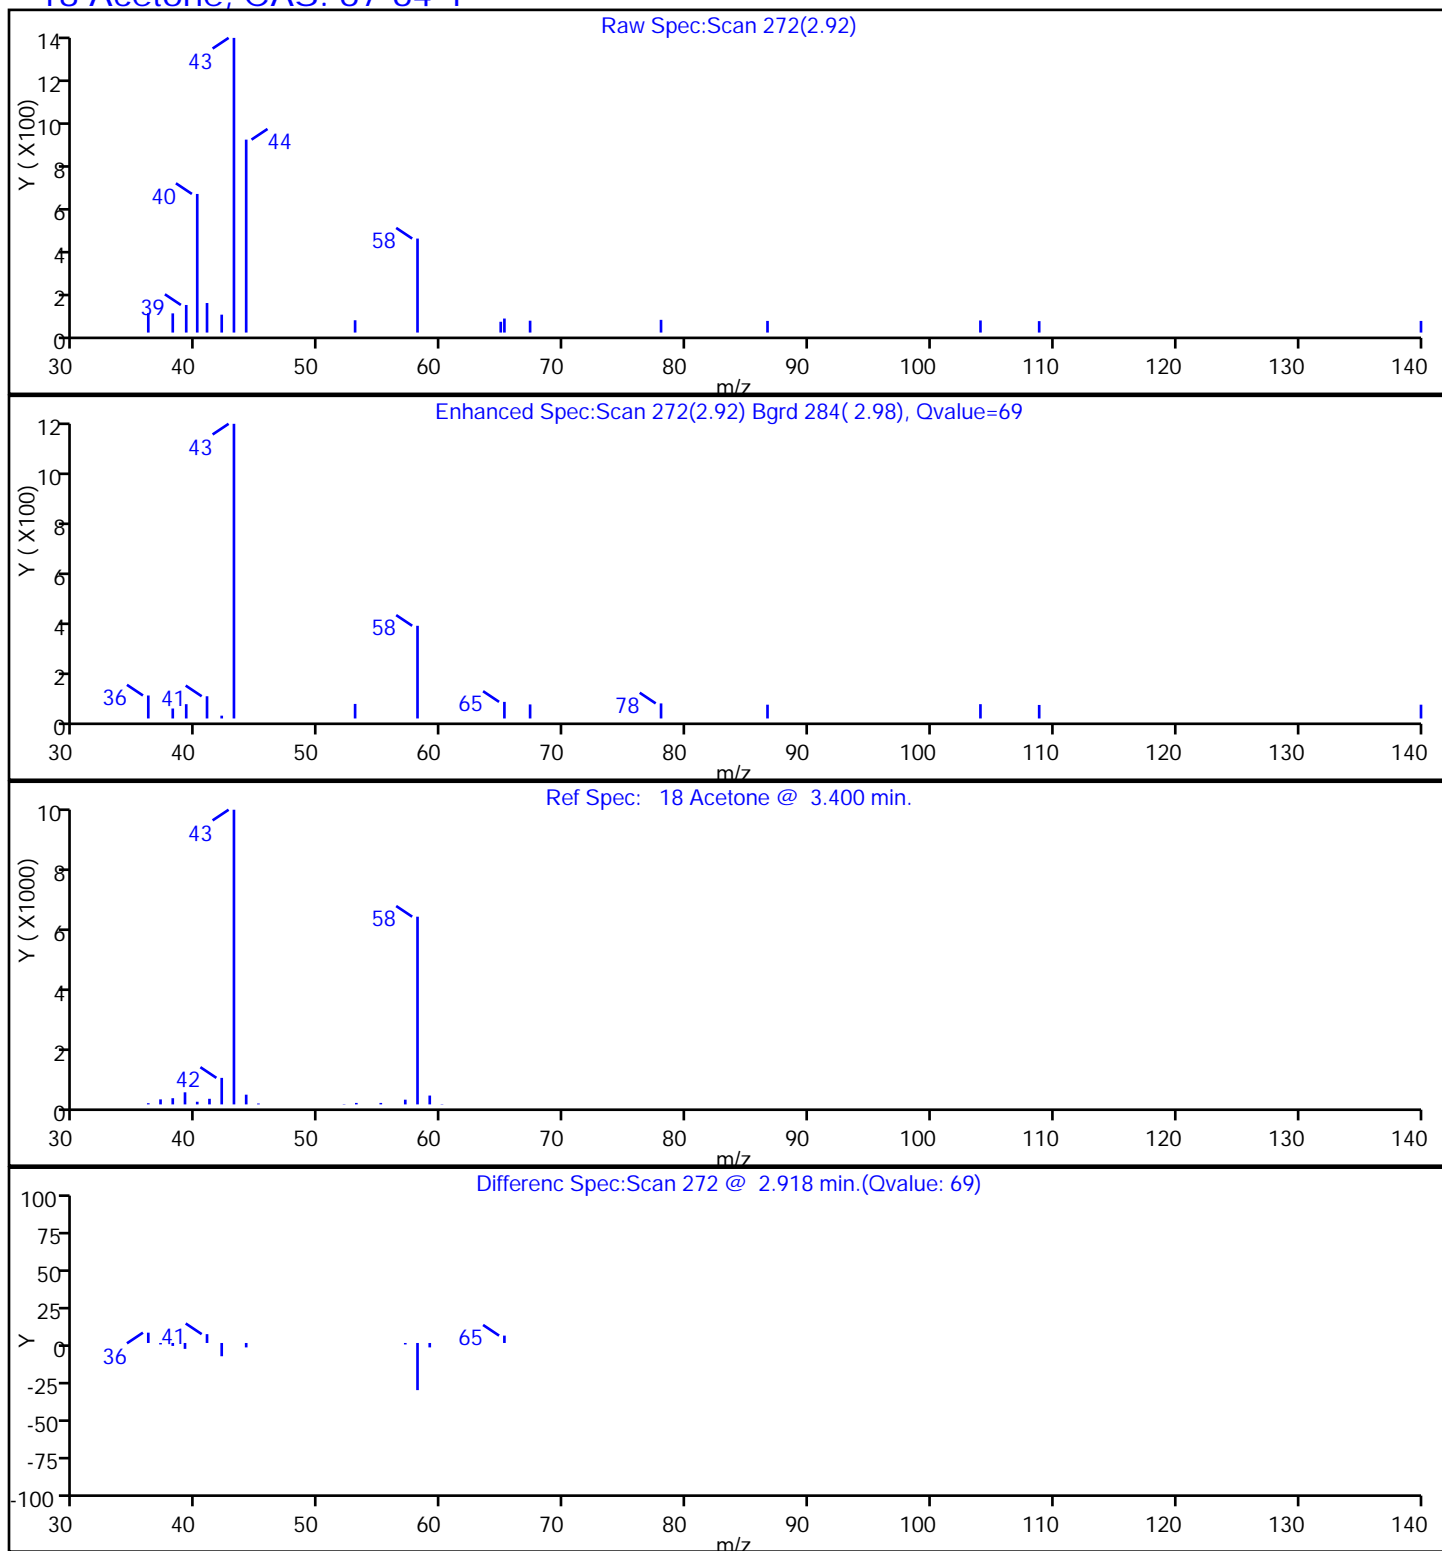 Raw Spec:Scan 272(2.92)
14
12
10
8
6
4
2
0
Y ( X100)
43
44
40
58
39
30 40 50 60 70 80 90 100 110 120 130 140
m/z
Enhanced Spec:Scan 272(2.92) Bgrd 284( 2.98), Qvalue=69
12
10
8
6
4
2
0
Y ( X100)
43
58
36
41
65
78
30 40 50 60 70 80 90 100 110 120 130 140
m/z
Ref Spec: 18 Acetone @ 3.400 min.
10
8
6
4
2
0
Y ( X1000)
43
58
42
30 40 50 60 70 80 90 100 110 120 130 140
m/z
Differenc Spec:Scan 272 @ 2.918 min.(Qvalue: 69)
100
75
50
25
0
-25
-50
-75
-100
Y
36
41
65
30 40 50 60 70 80 90 100 110 120 130 140
m/z